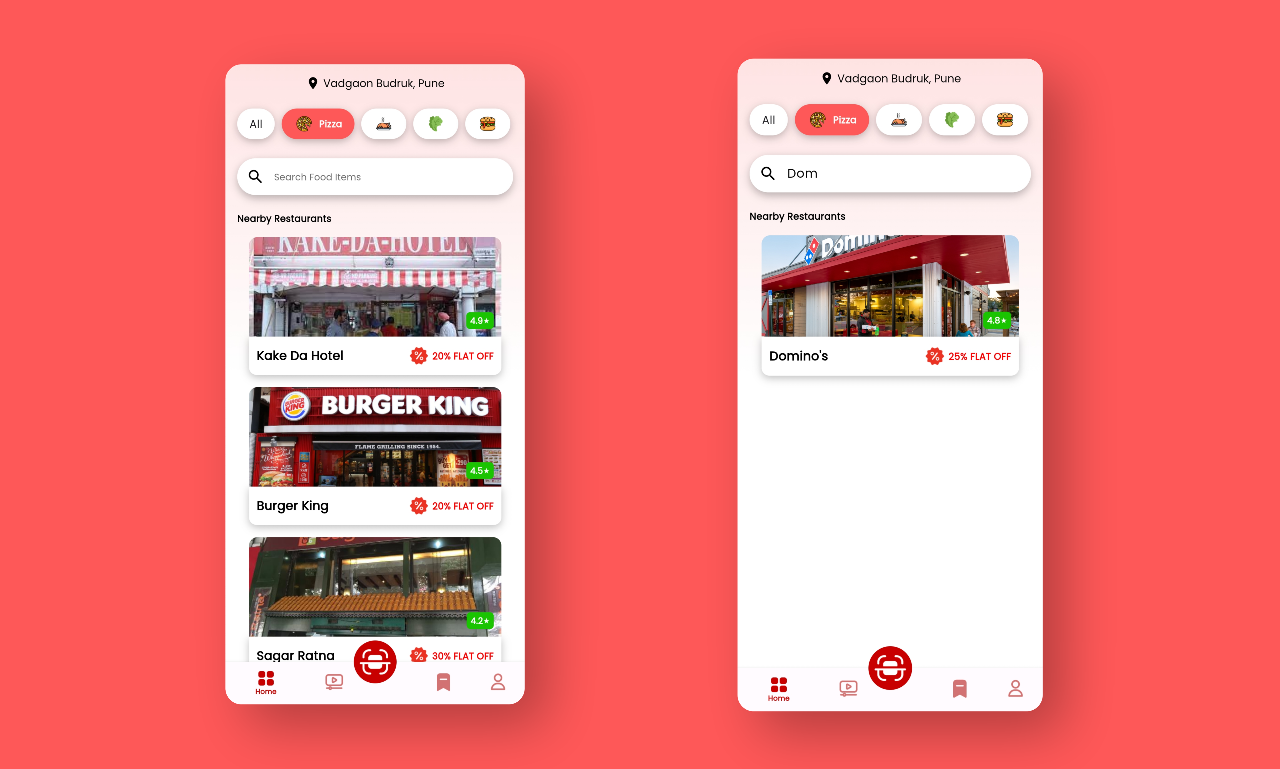 Vadgaon Budruk, Pune
All
Pizza
Search Food Items
Nearby Restaurants
KAKE-DA-HOTEL
4.9★
Kake Da Hotel
20% FLAT OFF
BURGER KING
BURGER KING
FLAME GRILLING SINCE 1954.
4.5★
Burger King
20% FLAT OFF
4.2★
Sagar Ratna
30% FLAT OFF
Home
Vadgaon Budruk, Pune
All
Pizza
Dom
Nearby Restaurants
4.8★
Domino's
25% FLAT OFF
Home